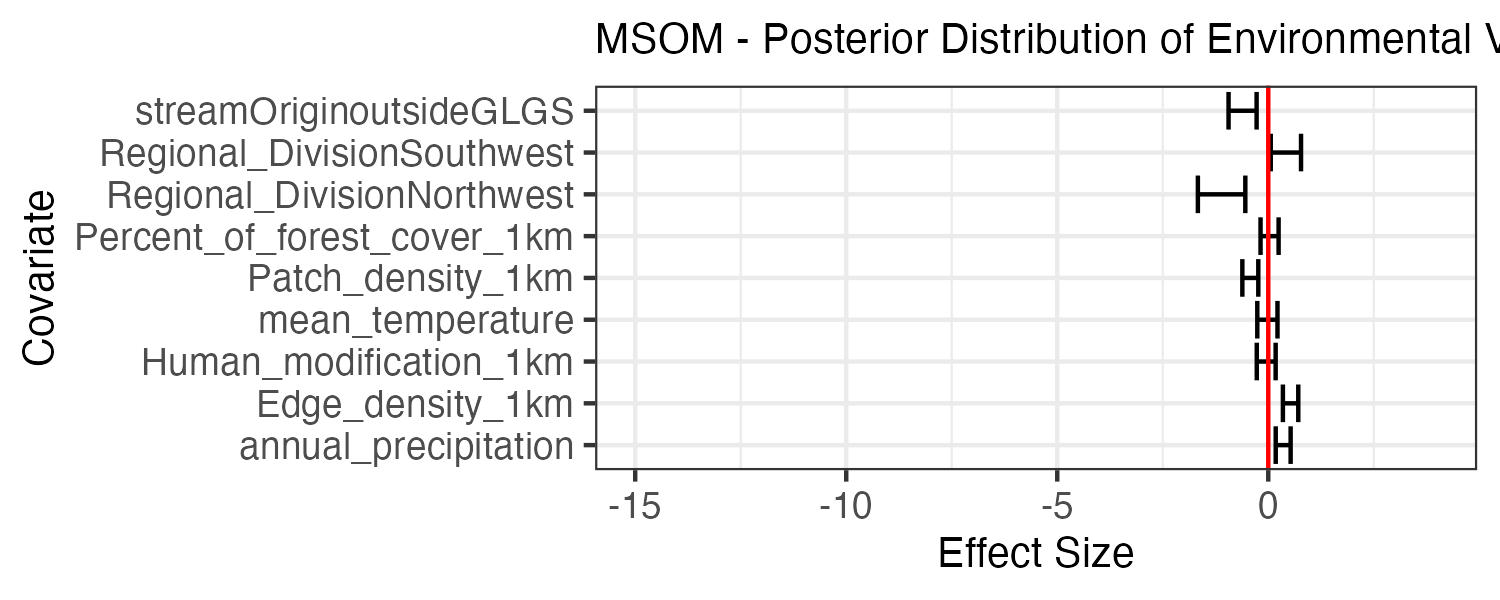 MSOM - Posterior Distribution of Environmental V
streamOriginoutsideGLGS
Regional_DivisionSouthwest
Regional_DivisionNorthwest
Percent_of_forest_cover_1km
Patch_density_1km
mean_temperature
Human_modification_1km
Edge_density_1km
annual_precipitation
Covariate
-15 -10 -5 0
Effect Size